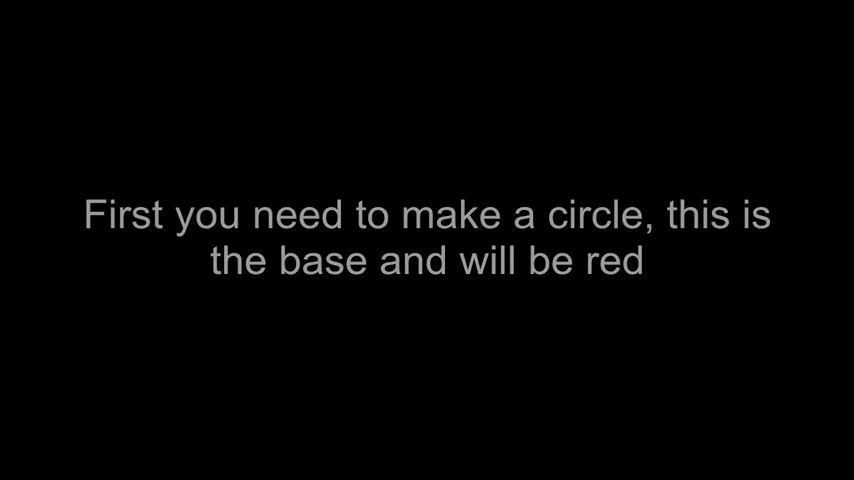 First you need to make a circle, this is
the base and will be red